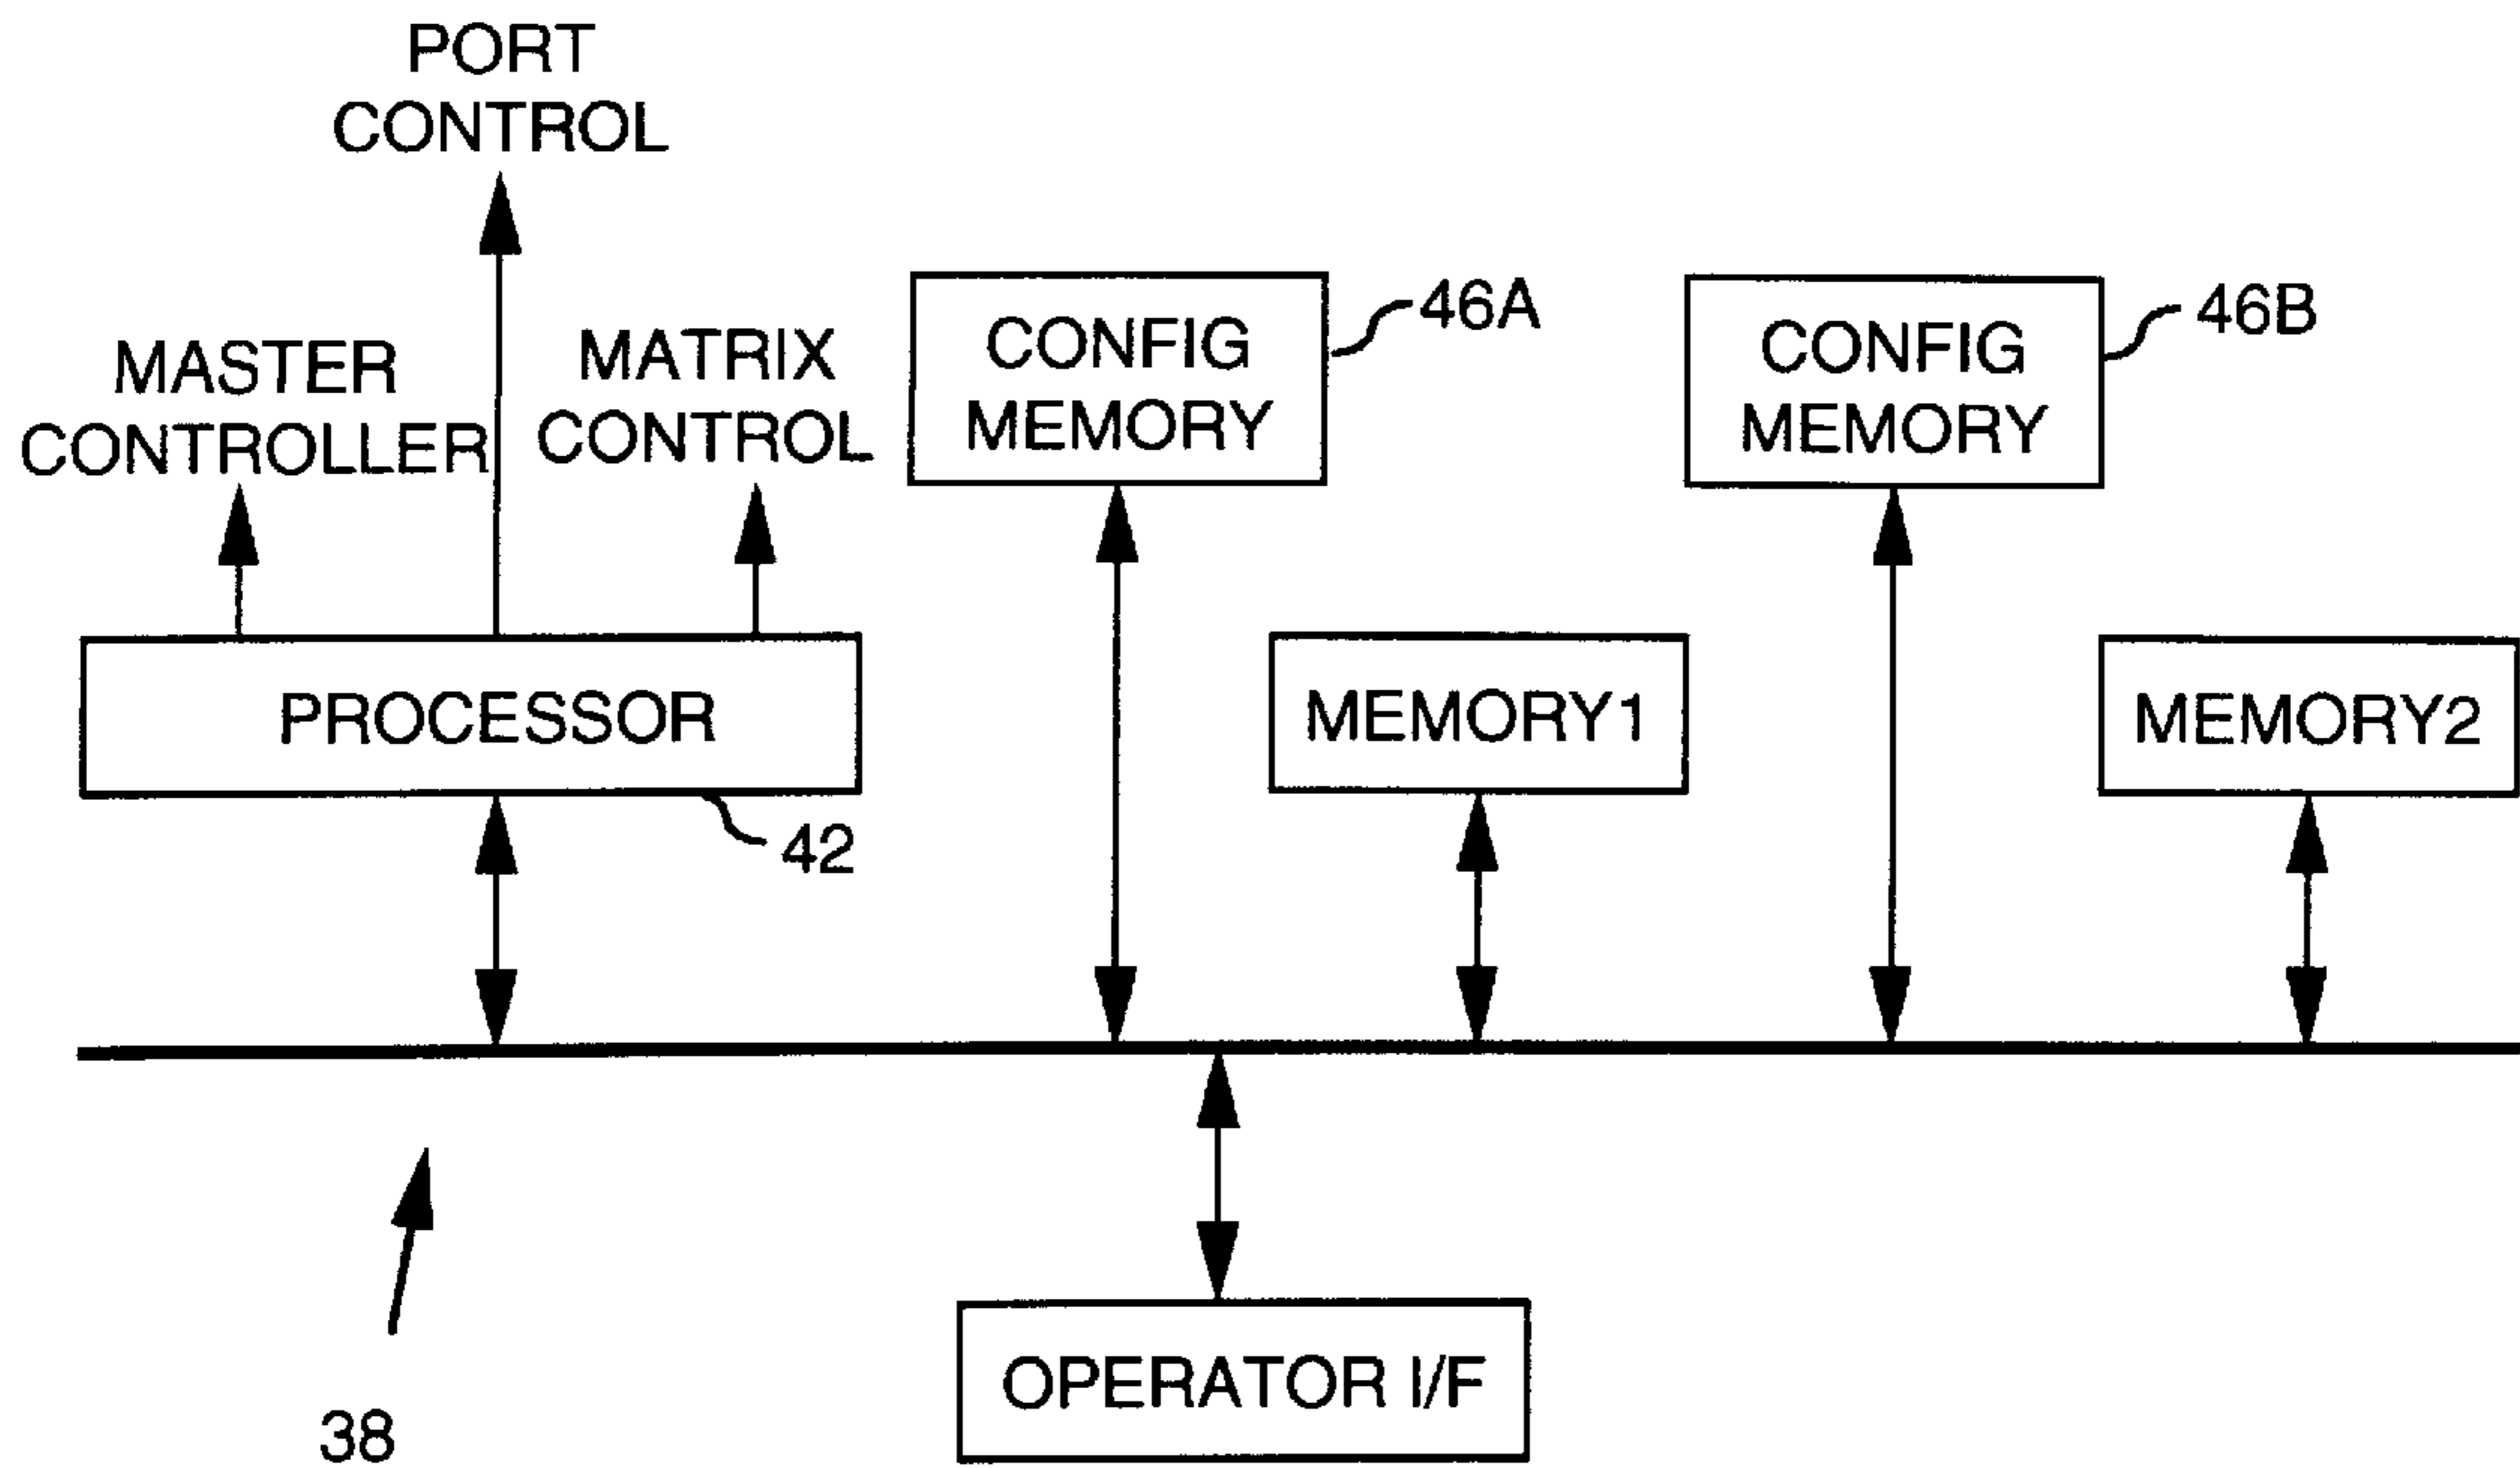 PORT
CONTROL
MASTER
CONTROLLER
MATRIX
CONTROL
CONFIG
MEMORY
46A
CONFIG
MEMORY
46B
PROCESSOR
42
MEMORY1
MEMORY2
OPERATOR I/F
38